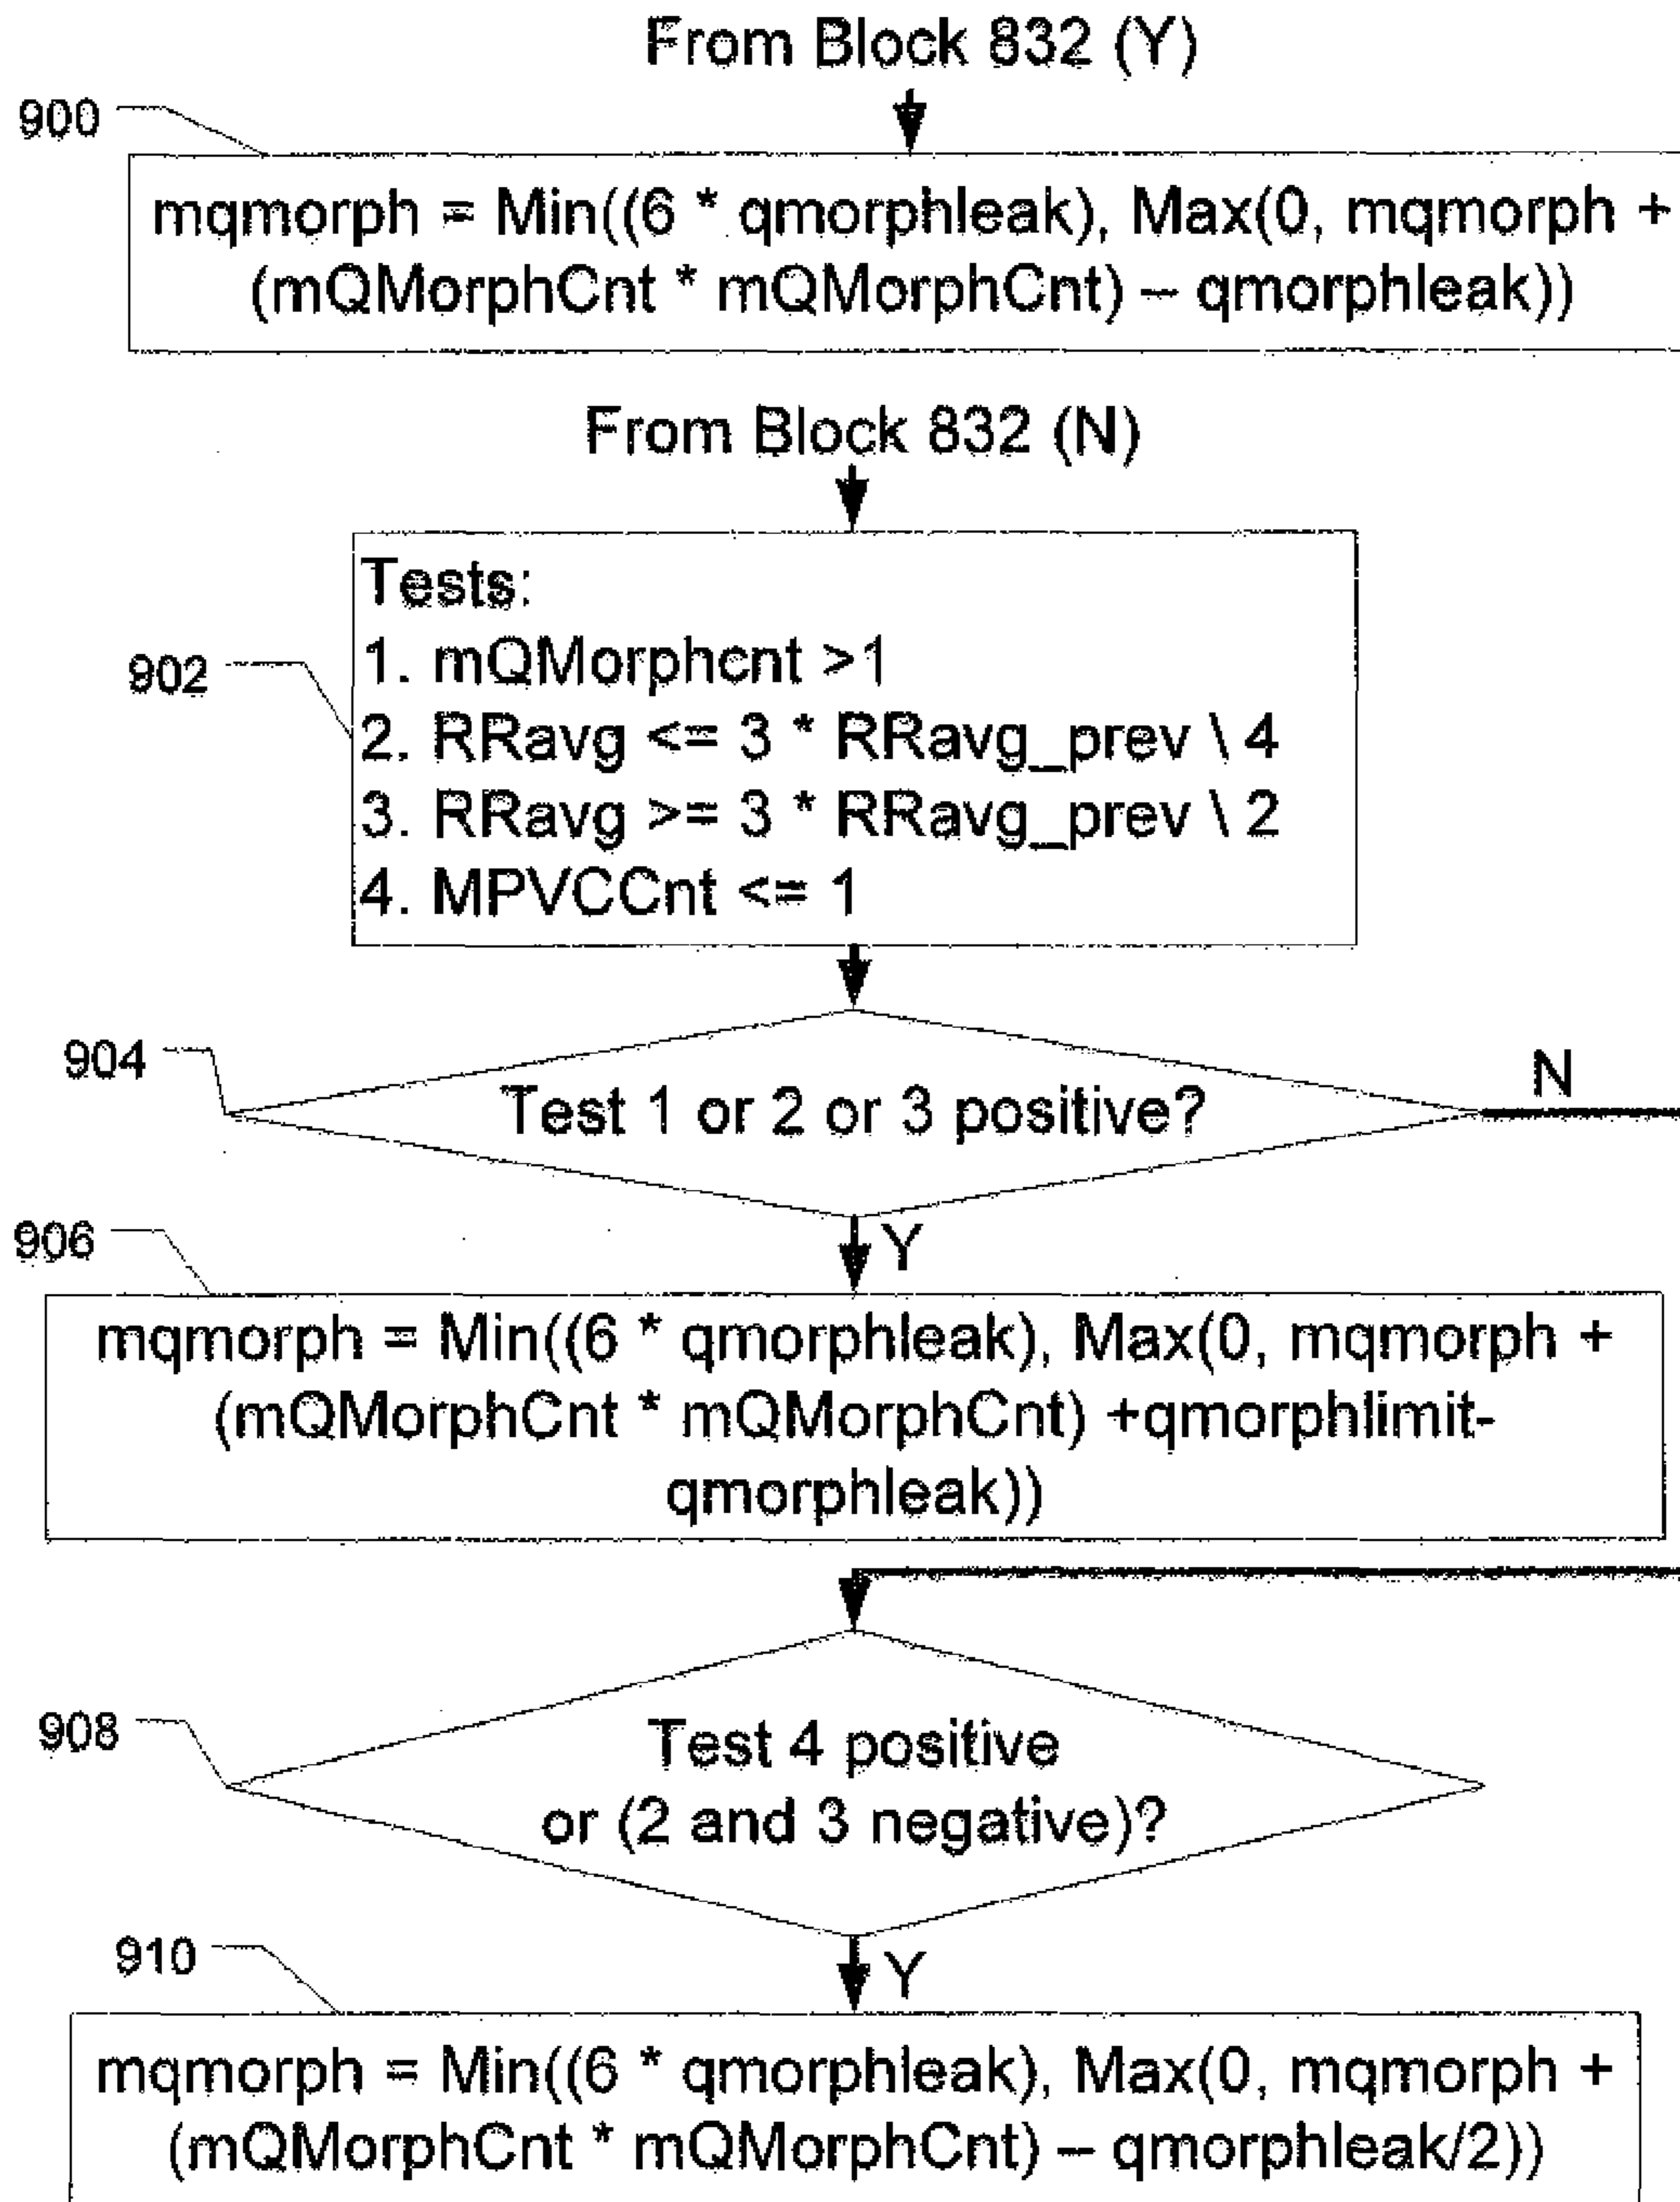 From Block 832 (Y)
900
mqmorph = Min((6 * qmorphleak), Max(0, mqmorph +
(mQMorphCnt * mQMorphCnt) – qmorphleak))
From Block 832 (N)
902
Tests:
1. mQMorphcnt >1
2. RRavg <= 3 * RRavg_prev \ 4
3. RRavg >= 3 * RRavg_prev \ 2
4. MPVCCnt <= 1
904
Test 1 or 2 or 3 positive?
N
Y
906
mqmorph = Min((6 * qmorphleak), Max(0, mqmorph +
(mQMorphCnt * mQMorphCnt) +qmorphlimit-
qmorphleak))
908
Test 4 positive
or (2 and 3 negative)?
Y
910
mqmorph = Min((6 * qmorphleak), Max(0, mqmorph +
(mQMorphCnt * mQMorphCnt) – qmorphleak/2))